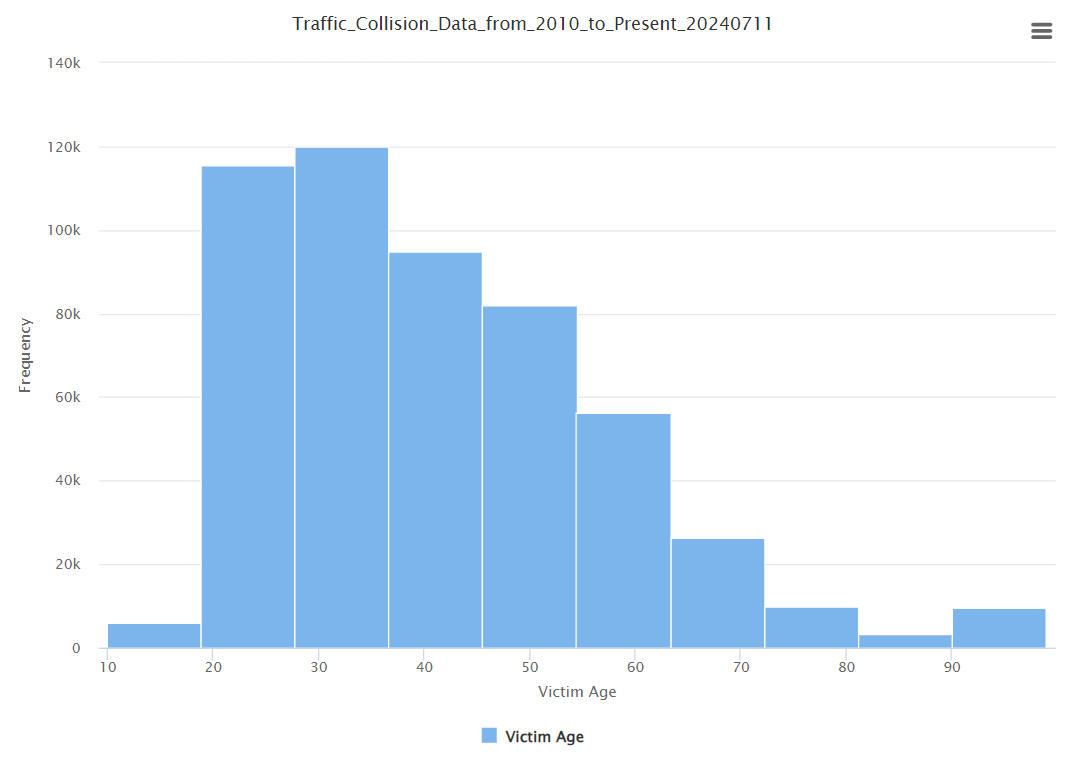 Traffic_Collision_Data_from_2010_to_Present_20240711
140k
120k
100k
80k
60k
40k
20k
0
Frequency
10 20 30 40 50 60 70 80 90
Victim Age
Victim Age